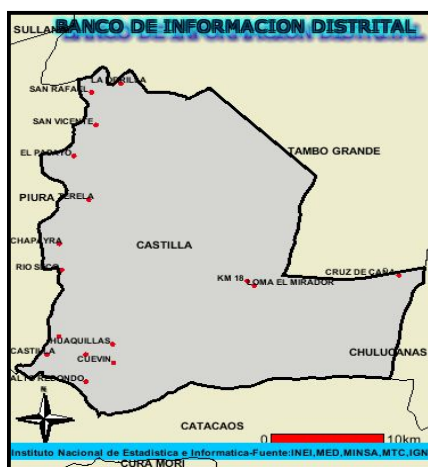 BANCO DE INFORMACION DISTRITAL
SULLANA
LA OBRILLA
SAN RAFAEL
SAN VICENTE
EL PAPAYO
TAMBO GRANDE
PIURA
TERELA
CHAPAYRA
CASTILLA
RIO SECO
KM 18
LOMA EL MIRADOR
CRUZ DE CAÑA
HUAQUILLAS
CASTILLA
CUEVIN
CHULUCANAS
ALTO REDONDO
N
CATACAOS
0 10km
Instituto Nacional de Estadistica e Informatica-Fuente:INEI,MED,MINSA,MTC,IGN
CURA MORI